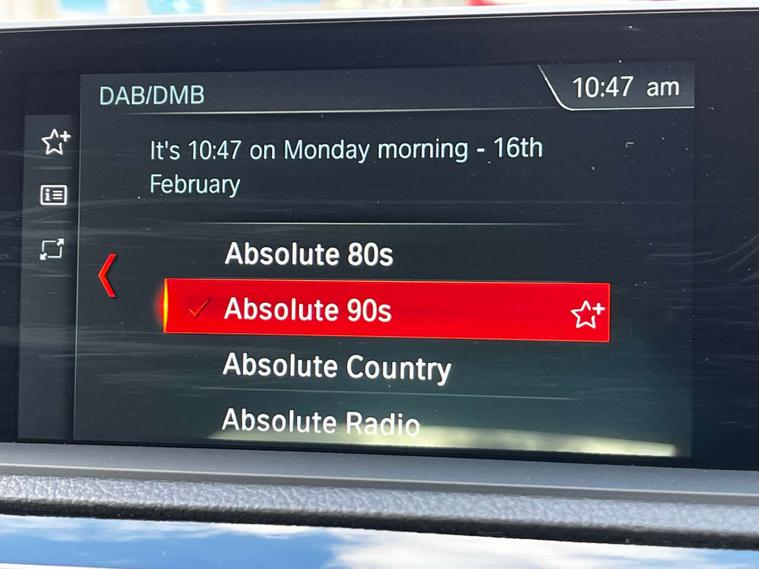 DAB/DMB
10:47 am
It's 10:47 on Monday morning - 16th
February
Absolute 80s
Absolute 90s
Absolute Country
Absolute Radio